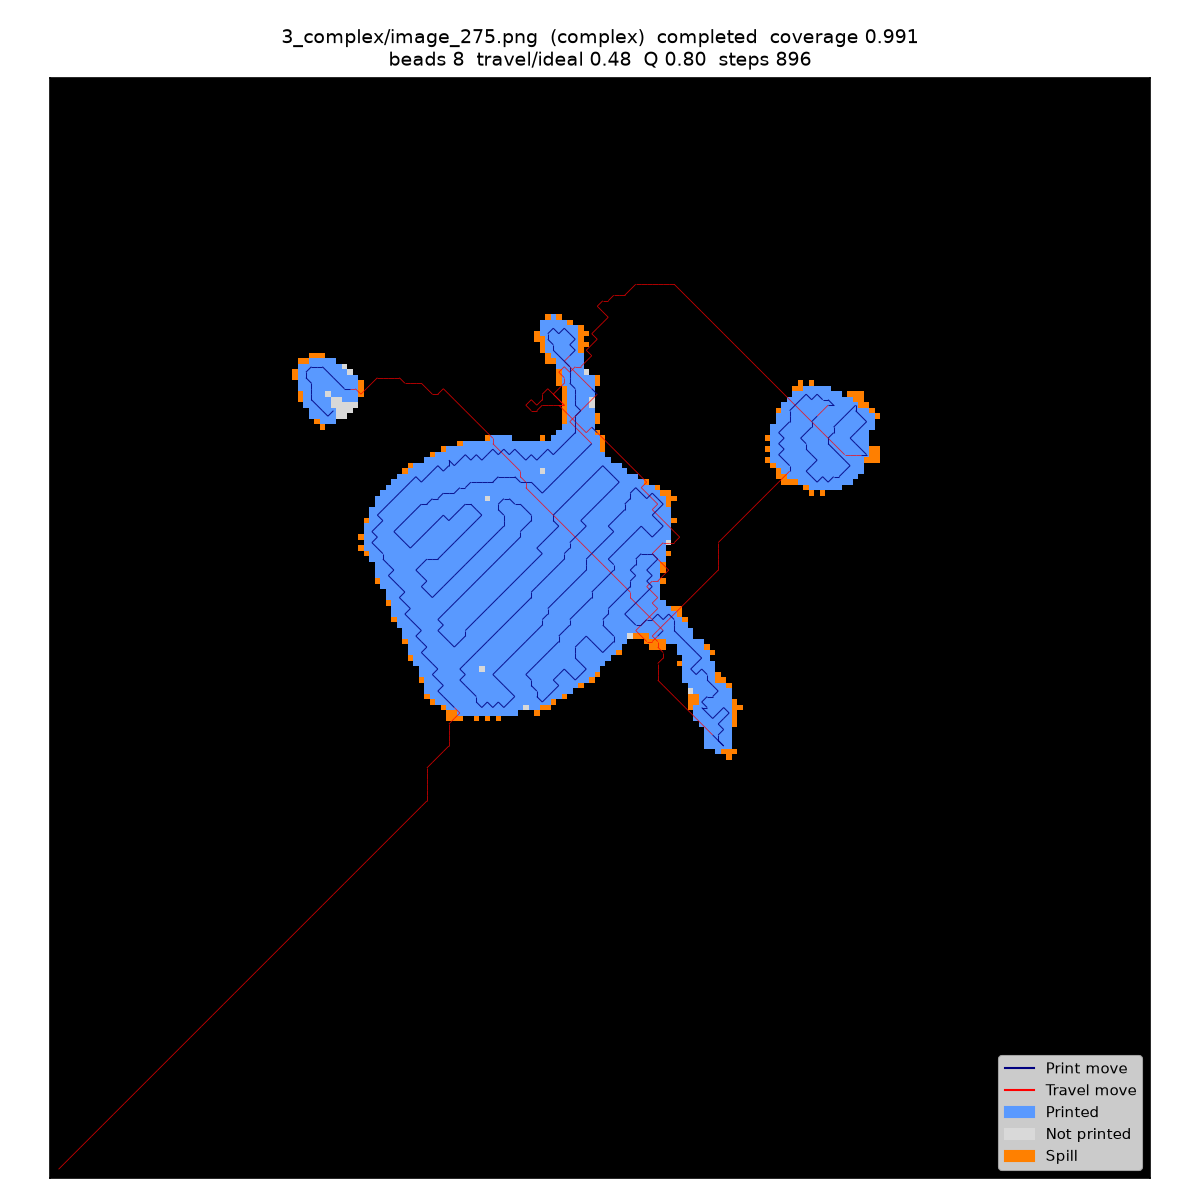 3_complex/image_275.png  (complex)  completed  coverage 0.991
beads 8  travel/ideal 0.48  Q 0.80  steps 896
Print move
Travel move
Printed
Not printed
Spill